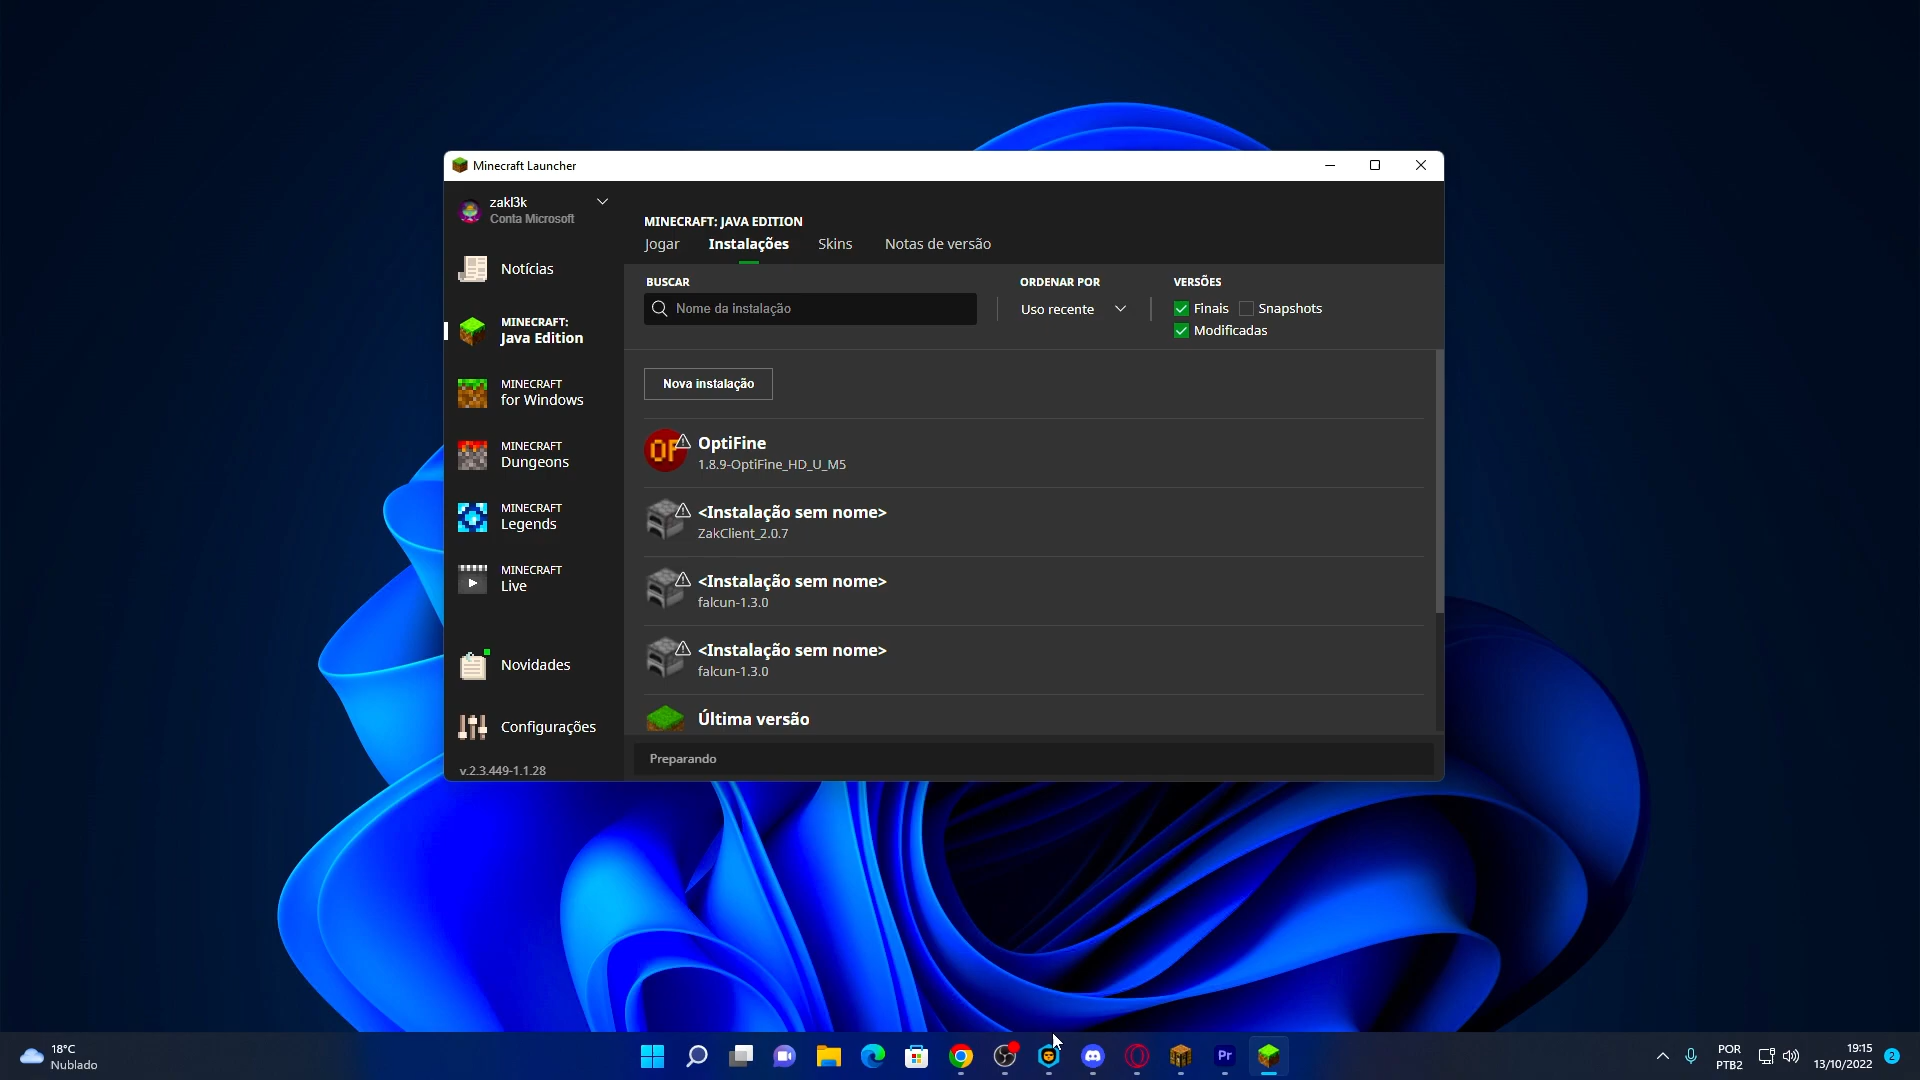 Minecraft Launcher
zakl3k
Conta Microsoft
Notícias
MINECRAFT:
Java Edition
MINECRAFT
for Windows
MINECRAFT
Dungeons
MINECRAFT
Legends
MINECRAFT
Live
Novidades
Configurações
v.2.3.449-1.1.28
MINECRAFT: JAVA EDITION
Jogar Instalações Skins Notas de versão
BUSCAR
Nome da instalação
ORDENAR POR
Uso recente
VERSÕES
Finais Snapshots
Modificadas
Nova instalação
OP
OptiFine
1.8.9-OptiFine_HD_U_M5
<Instalação sem nome>
ZakClient_2.0.7
<Instalação sem nome>
falcun-1.3.0
<Instalação sem nome>
falcun-1.3.0
Última versão
Preparando
18°C
Nublado
Pr
POR
PTB2
19:15
13/10/2022
2